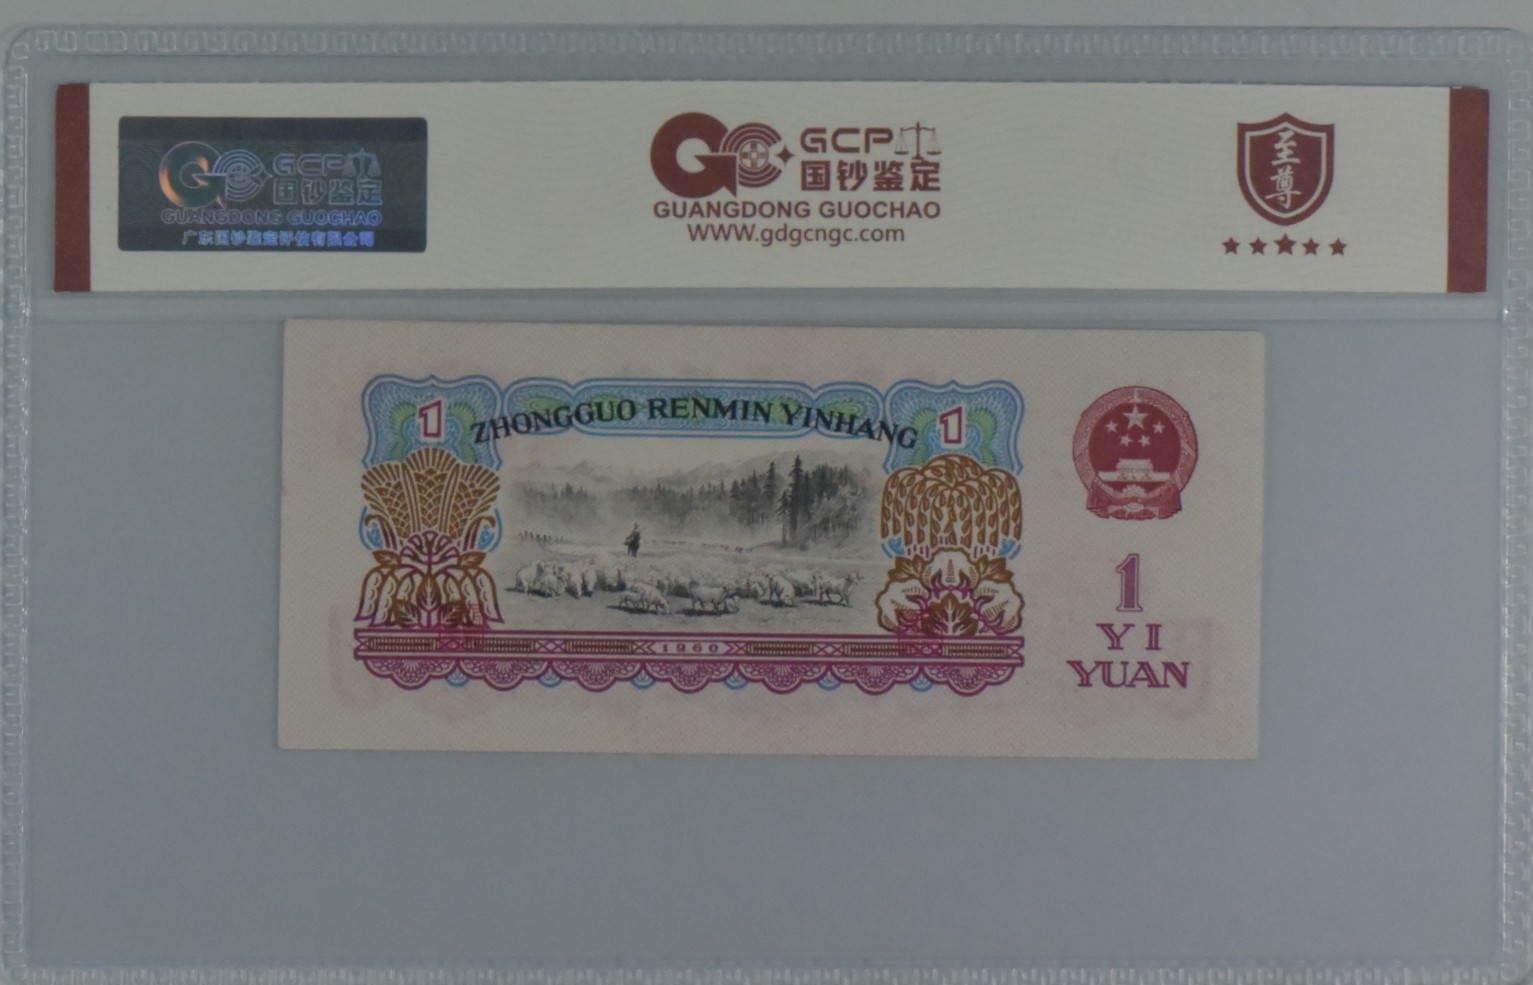 GCP
国钞鉴定
GUANGDONG GUOCHAO
广东国钞鉴定评估有限公司
GCP
国钞鉴定
GUANGDONG GUOCHAO
WWW.gdgcngc.com
至尊
1 ZHONGGUO RENMIN YINHANG 1
1960
1
YI
YUAN